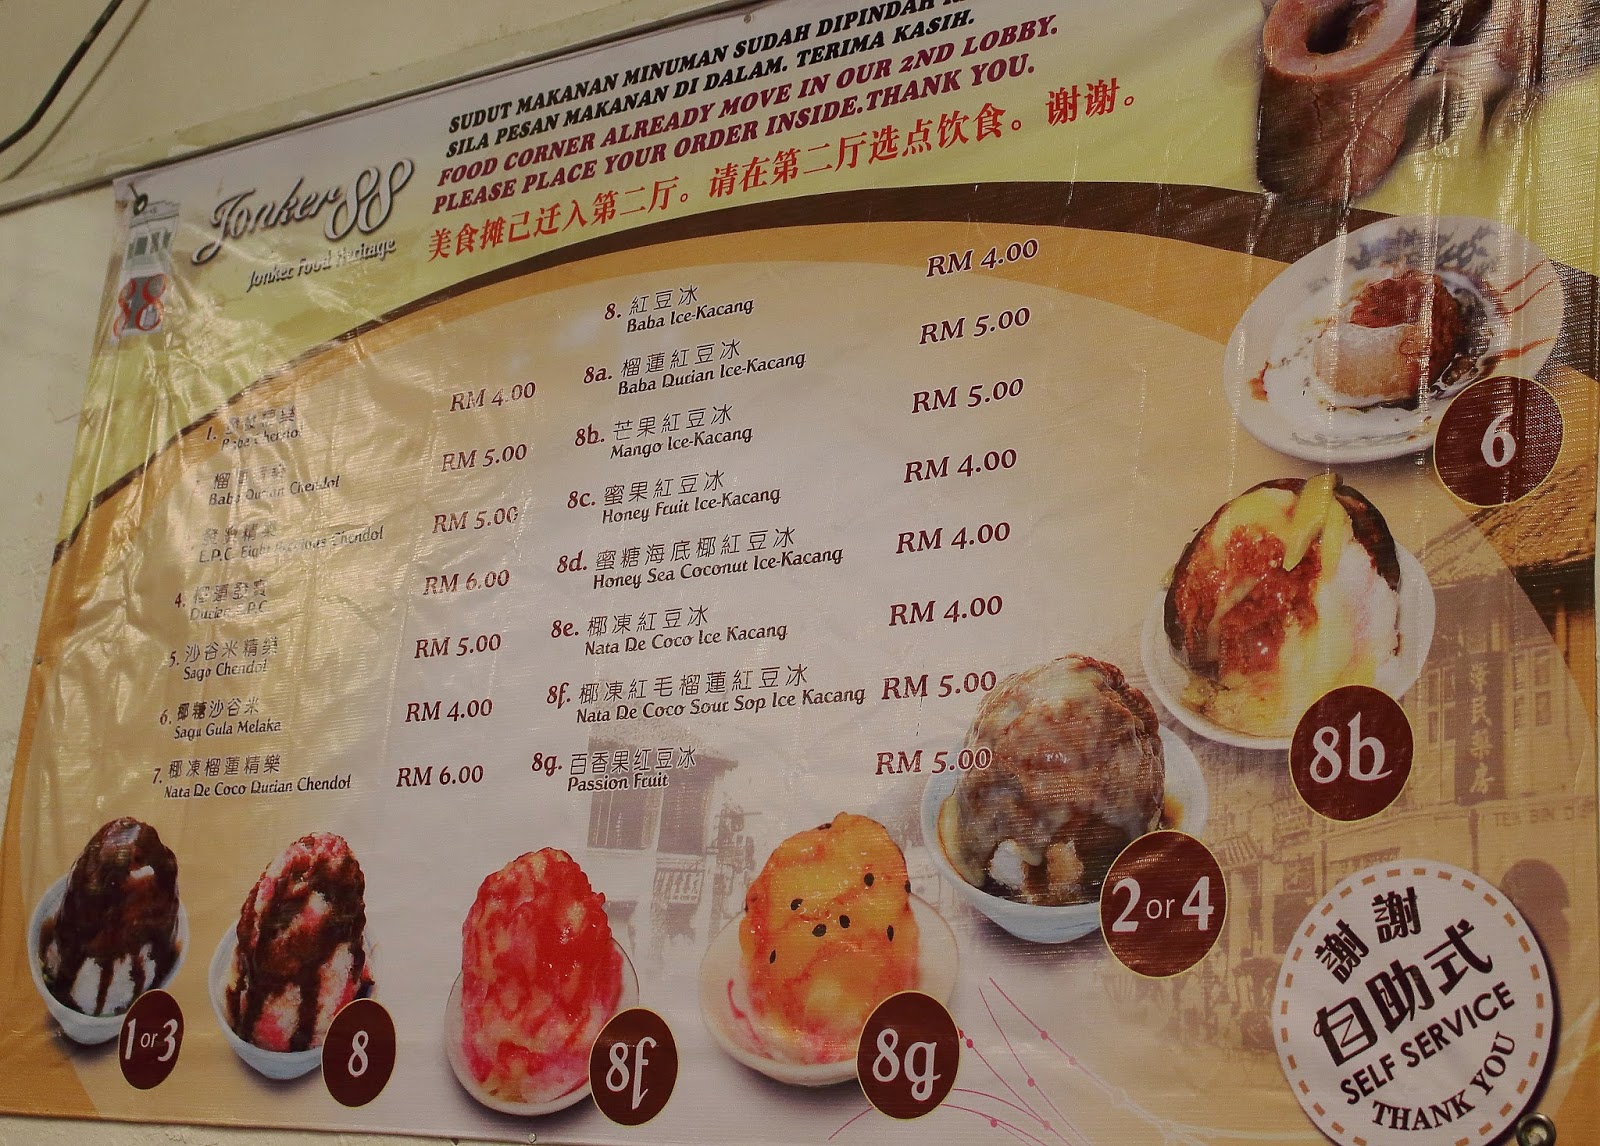 SUDUT MAKANAN MINUMAN SUDAH DIPINDAH
SILA PESAN MAKANAN DI DALAM. TERIMA KASIH.
FOOD CORNER ALREADY MOVE IN OUR 2ND LOBBY.
PLEASE PLACE YOUR ORDER INSIDE.THANK YOU.
美食摊己迁入第二厅。请在第二厅选点饮食。谢谢。
Jonker88
Jonker Food Heritage
88
1.
Baba Chendol
RM 4.00
榴
Baba Durian Chendol
RM 5.00
E.P.C. Eight Precious Chendol
RM 5.00
4.
Durian E.P.C
RM 6.00
5. 沙谷米精樂
Sago Chendol
RM 5.00
6. 椰糖沙谷米
Sagu Gula Melaka
RM 4.00
7. 椰凍榴蓮精樂
Nata De Coco Durian Chendol
RM 6.00
8. 紅豆冰
Baba Ice-Kacang
RM 4.00
8a. 榴蓮紅豆冰
Baba Durian Ice-Kacang
RM 5.00
8b. 芒果紅豆冰
Mango Ice-Kacang
RM 5.00
8c. 蜜果紅豆冰
Honey Fruit Ice-Kacang
RM 4.00
8d. 蜜糖海底椰紅豆冰
Honey Sea Coconut Ice-Kacang
RM 4.00
8e. 椰凍紅豆冰
Nata De Coco Ice Kacang
RM 4.00
8f. 椰凍紅毛榴蓮紅豆冰
Nata De Coco Sour Sop Ice Kacang
RM 5.00
8g. 百香果红豆冰
Passion Fruit
RM 5.00
6
8b
2 or 4
1 or 3
8
8f
8g
謝謝
自助式
SELF SERVICE
THANK YOU